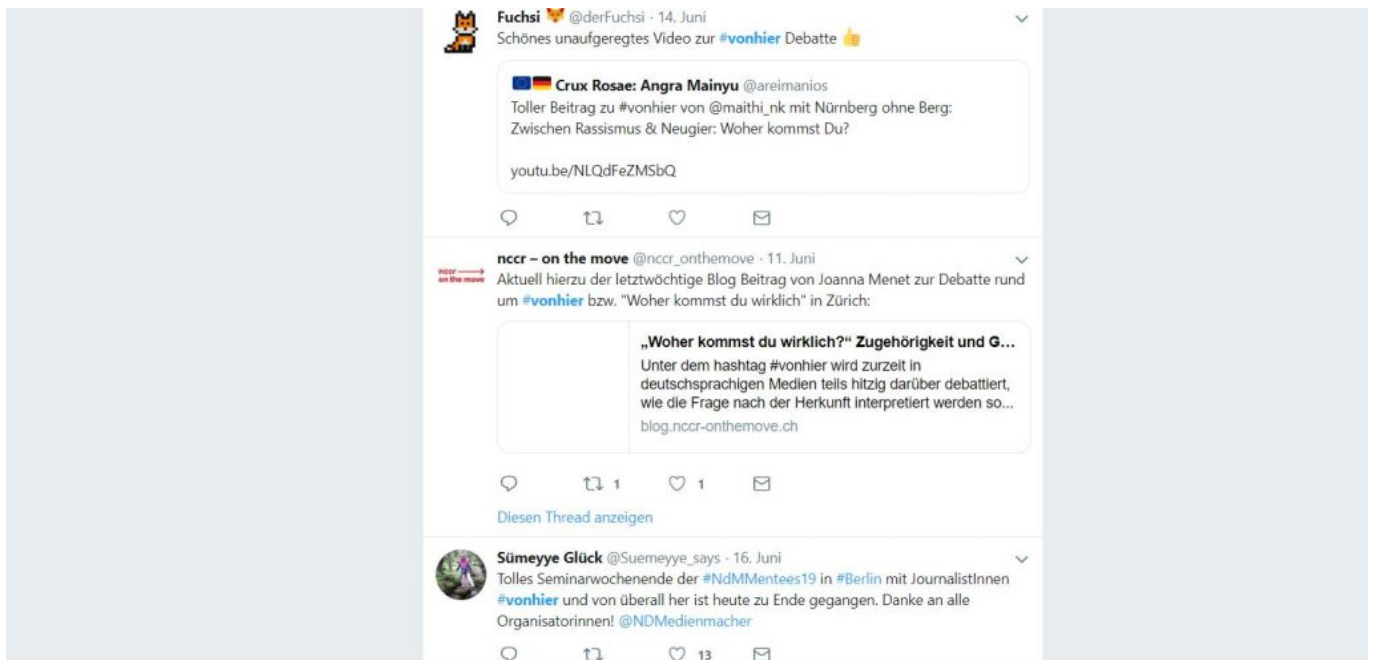 Fuchsi 🦊 @derFuchsi · 14. Juni
Schönes unaufgeregtes Video zur #vonhier Debatte 👍
🇪🇺🇩🇪 Crux Rosae: Angra Mainyu @areimanios
Toller Beitrag zu #vonhier von @maithi_nk mit Nürnberg ohne Berg:
Zwischen Rassismus & Neugier: Woher kommst Du?
youtu.be/NLQdFeZMSbQ
nccr – on the move @nccr_onthemove · 11. Juni
nccr
on the move
Aktuell hierzu der letztwöchtige Blog Beitrag von Joanna Menet zur Debatte rund
um #vonhier bzw. "Woher kommst du wirklich" in Zürich:
„Woher kommst du wirklich?“ Zugehörigkeit und G...
Unter dem hashtag #vonhier wird zurzeit in
deutschsprachigen Medien teils hitzig darüber debattiert,
wie die Frage nach der Herkunft interpretiert werden so...
blog.nccr-onthemove.ch
1 1
Diesen Thread anzeigen
Sümeyye Glück @Suemeyye_says · 16. Juni
Tolles Seminarwochenende der #NdMMentees19 in #Berlin mit JournalistInnen
#vonhier und von überall her ist heute zu Ende gegangen. Danke an alle
Organisatorinnen! @NDMedienmacher
13